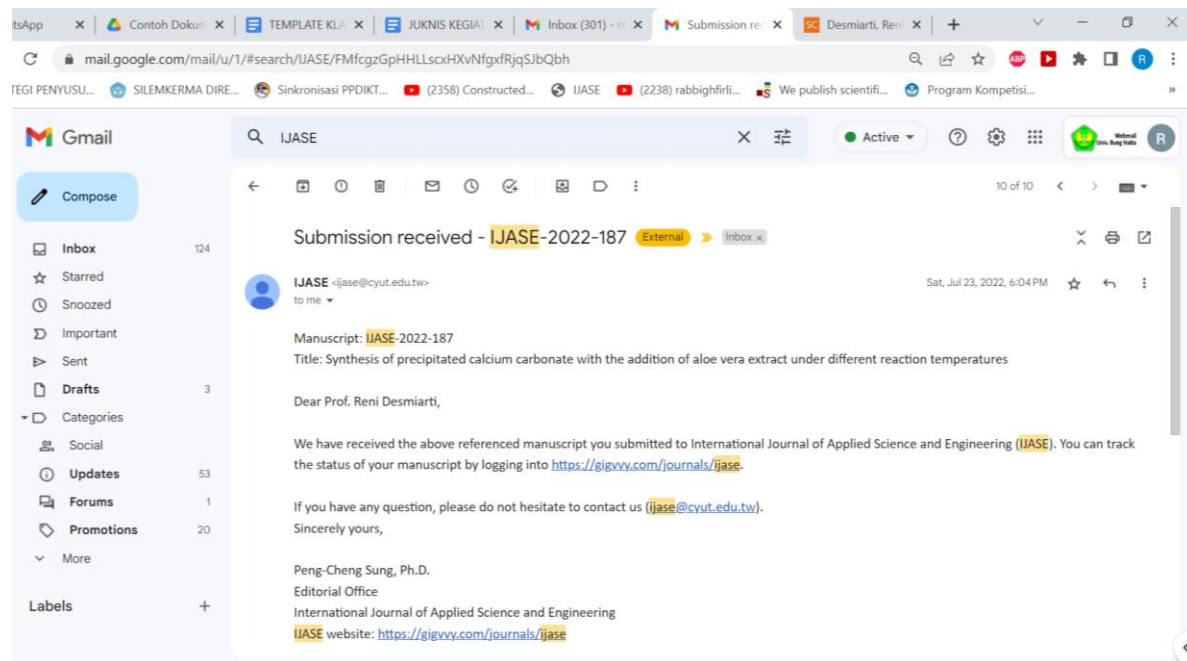 tsApp
Contoh Dokum
TEMPLATE KLA
JUKNIS KEGIAT
Inbox (301) - r
Submission rec
SC Desmiarti, Reni
mail.google.com/mail/u/1/#search/IJASE/FMfcgzGpHHLLscxHXvNfgxfRjqSJbQbh
ABP
R
TEGI PENYUSU...
SILEMKERMA DIRE...
Sinkronisasi PPDIKT...
(2358) Constructed...
IJASE
(2238) rabbighfirli...
We publish scientifi...
Program Kompetisi...
Gmail
IJASE
Active
Webmail
Univ. Bung Hatta
R
Compose
10 of 10
Inbox 124
Starred
Snoozed
Important
Sent
Drafts 3
Categories
Social
Updates 53
Forums 1
Promotions 20
More
Labels
Submission received - IJASE-2022-187 External Inbox x
IJASE <ijase@cyut.edu.tw> Sat, Jul 23, 2022, 6:04 PM
to me
Manuscript: IJASE-2022-187
Title: Synthesis of precipitated calcium carbonate with the addition of aloe vera extract under different reaction temperatures
Dear Prof. Reni Desmiarti,
We have received the above referenced manuscript you submitted to International Journal of Applied Science and Engineering (IJASE). You can track
the status of your manuscript by logging into https://gigvvy.com/journals/ijase.
If you have any question, please do not hesitate to contact us (ijase@cyut.edu.tw).
Sincerely yours,
Peng-Cheng Sung, Ph.D.
Editorial Office
International Journal of Applied Science and Engineering
IJASE website: https://gigvvy.com/journals/ijase